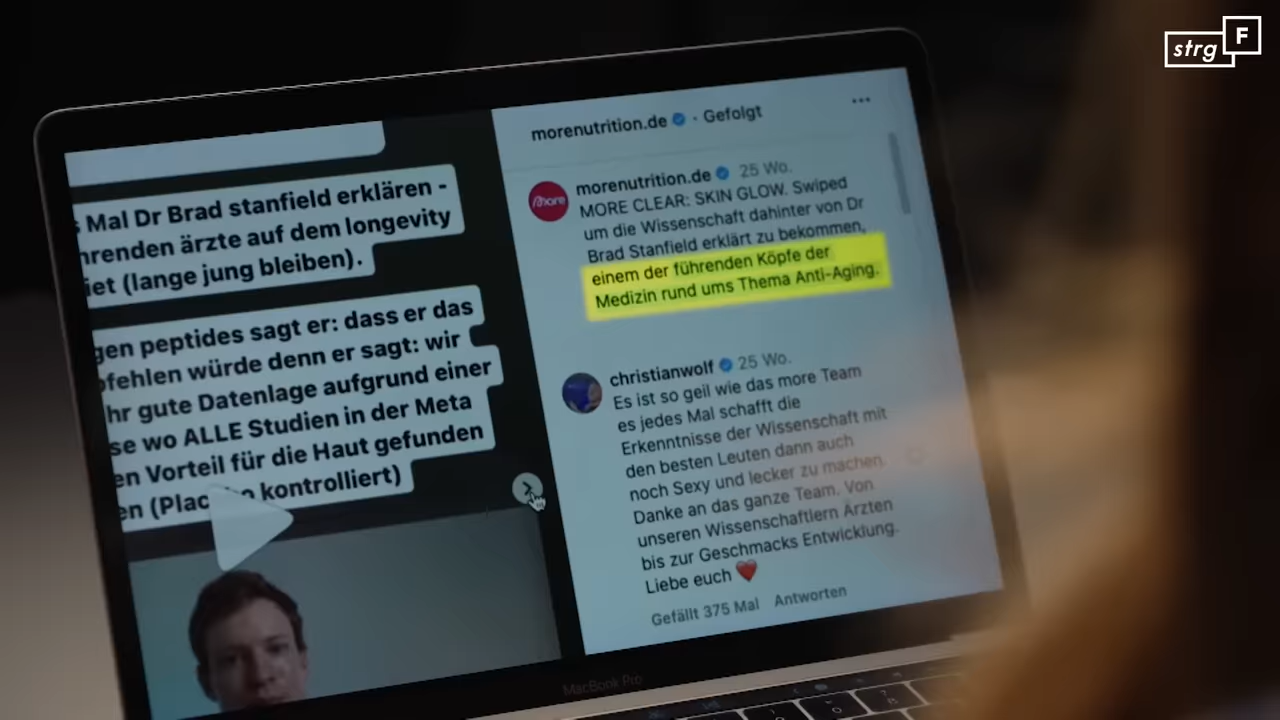 strg F
s Mal Dr Brad stanfield erklären -
hrenden ärzte auf dem longevity
iet (lange jung bleiben).
gen peptides sagt er: dass er das
pfehlen würde denn er sagt: wir
hr gute Datenlage aufgrund einer
se wo ALLE Studien in der Meta
en Vorteil für die Haut gefunden
en (Plac o kontrolliert)
morenutrition.de · Gefolgt
more
morenutrition.de 25 Wo.
MORE CLEAR: SKIN GLOW. Swiped
um die Wissenschaft dahinter von Dr
Brad Stanfield erklärt zu bekommen,
einem der führenden Köpfe der
Medizin rund ums Thema Anti-Aging.
christianwolf 25 Wo.
Es ist so geil wie das more Team
es jedes Mal schafft die
Erkenntnisse der Wissenschaft mit
den besten Leuten dann auch
noch Sexy und lecker zu machen.
Danke an das ganze Team. Von
unseren Wissenschaftlern Ärzten
bis zur Geschmacks Entwicklung.
Liebe euch ❤️
Gefällt 375 Mal Antworten
MacBook Pro